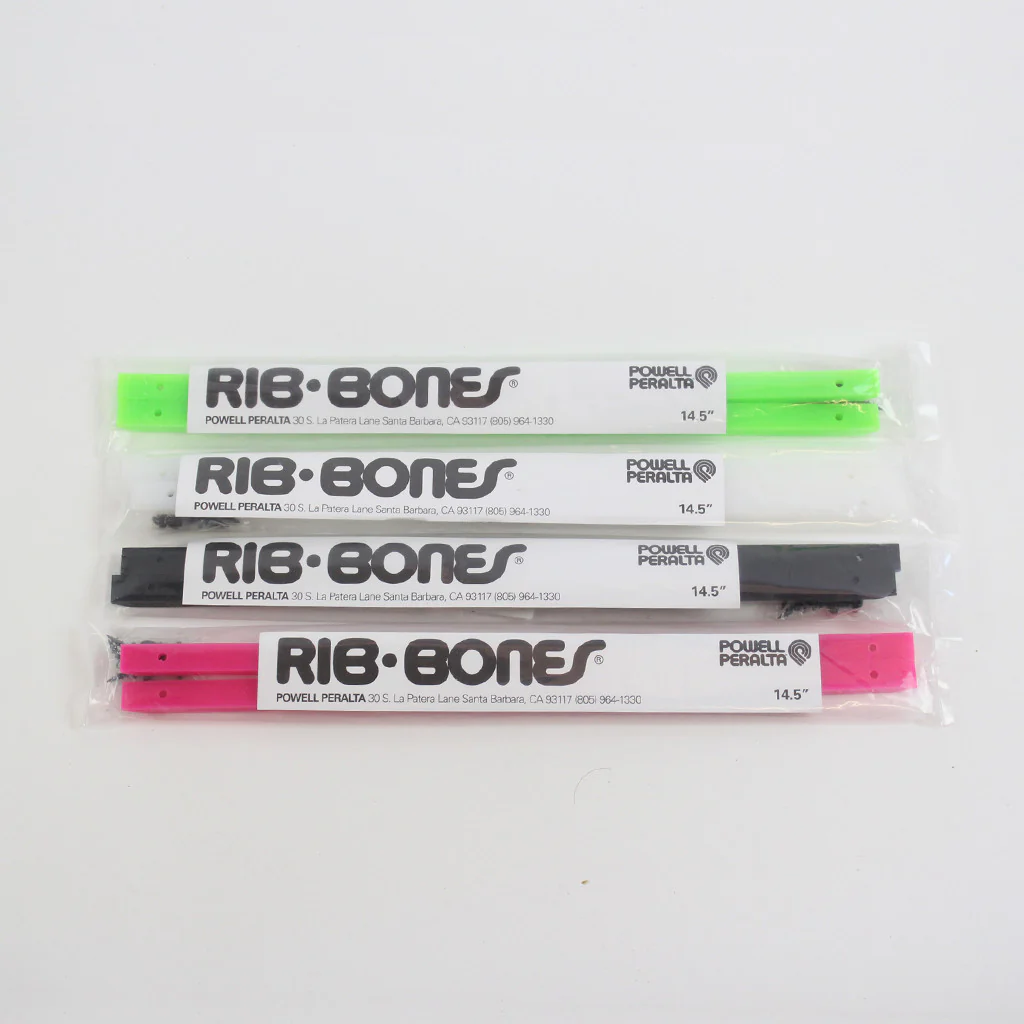 RIB•BONES®
POWELL PERALTA
POWELL PERALTA 30 S. La Patera Lane Santa Barbara, CA 93117 (805) 964-1330
14.5"
RIB•BONES®
POWELL PERALTA
POWELL PERALTA 30 S. La Patera Lane Santa Barbara, CA 93117 (805) 964-1330
14.5"
RIB•BONES®
POWELL PERALTA
POWELL PERALTA 30 S. La Patera Lane Santa Barbara, CA 93117 (805) 964-1330
14.5"
RIB•BONES®
POWELL PERALTA
POWELL PERALTA 30 S. La Patera Lane Santa Barbara, CA 93117 (805) 964-1330
14.5"